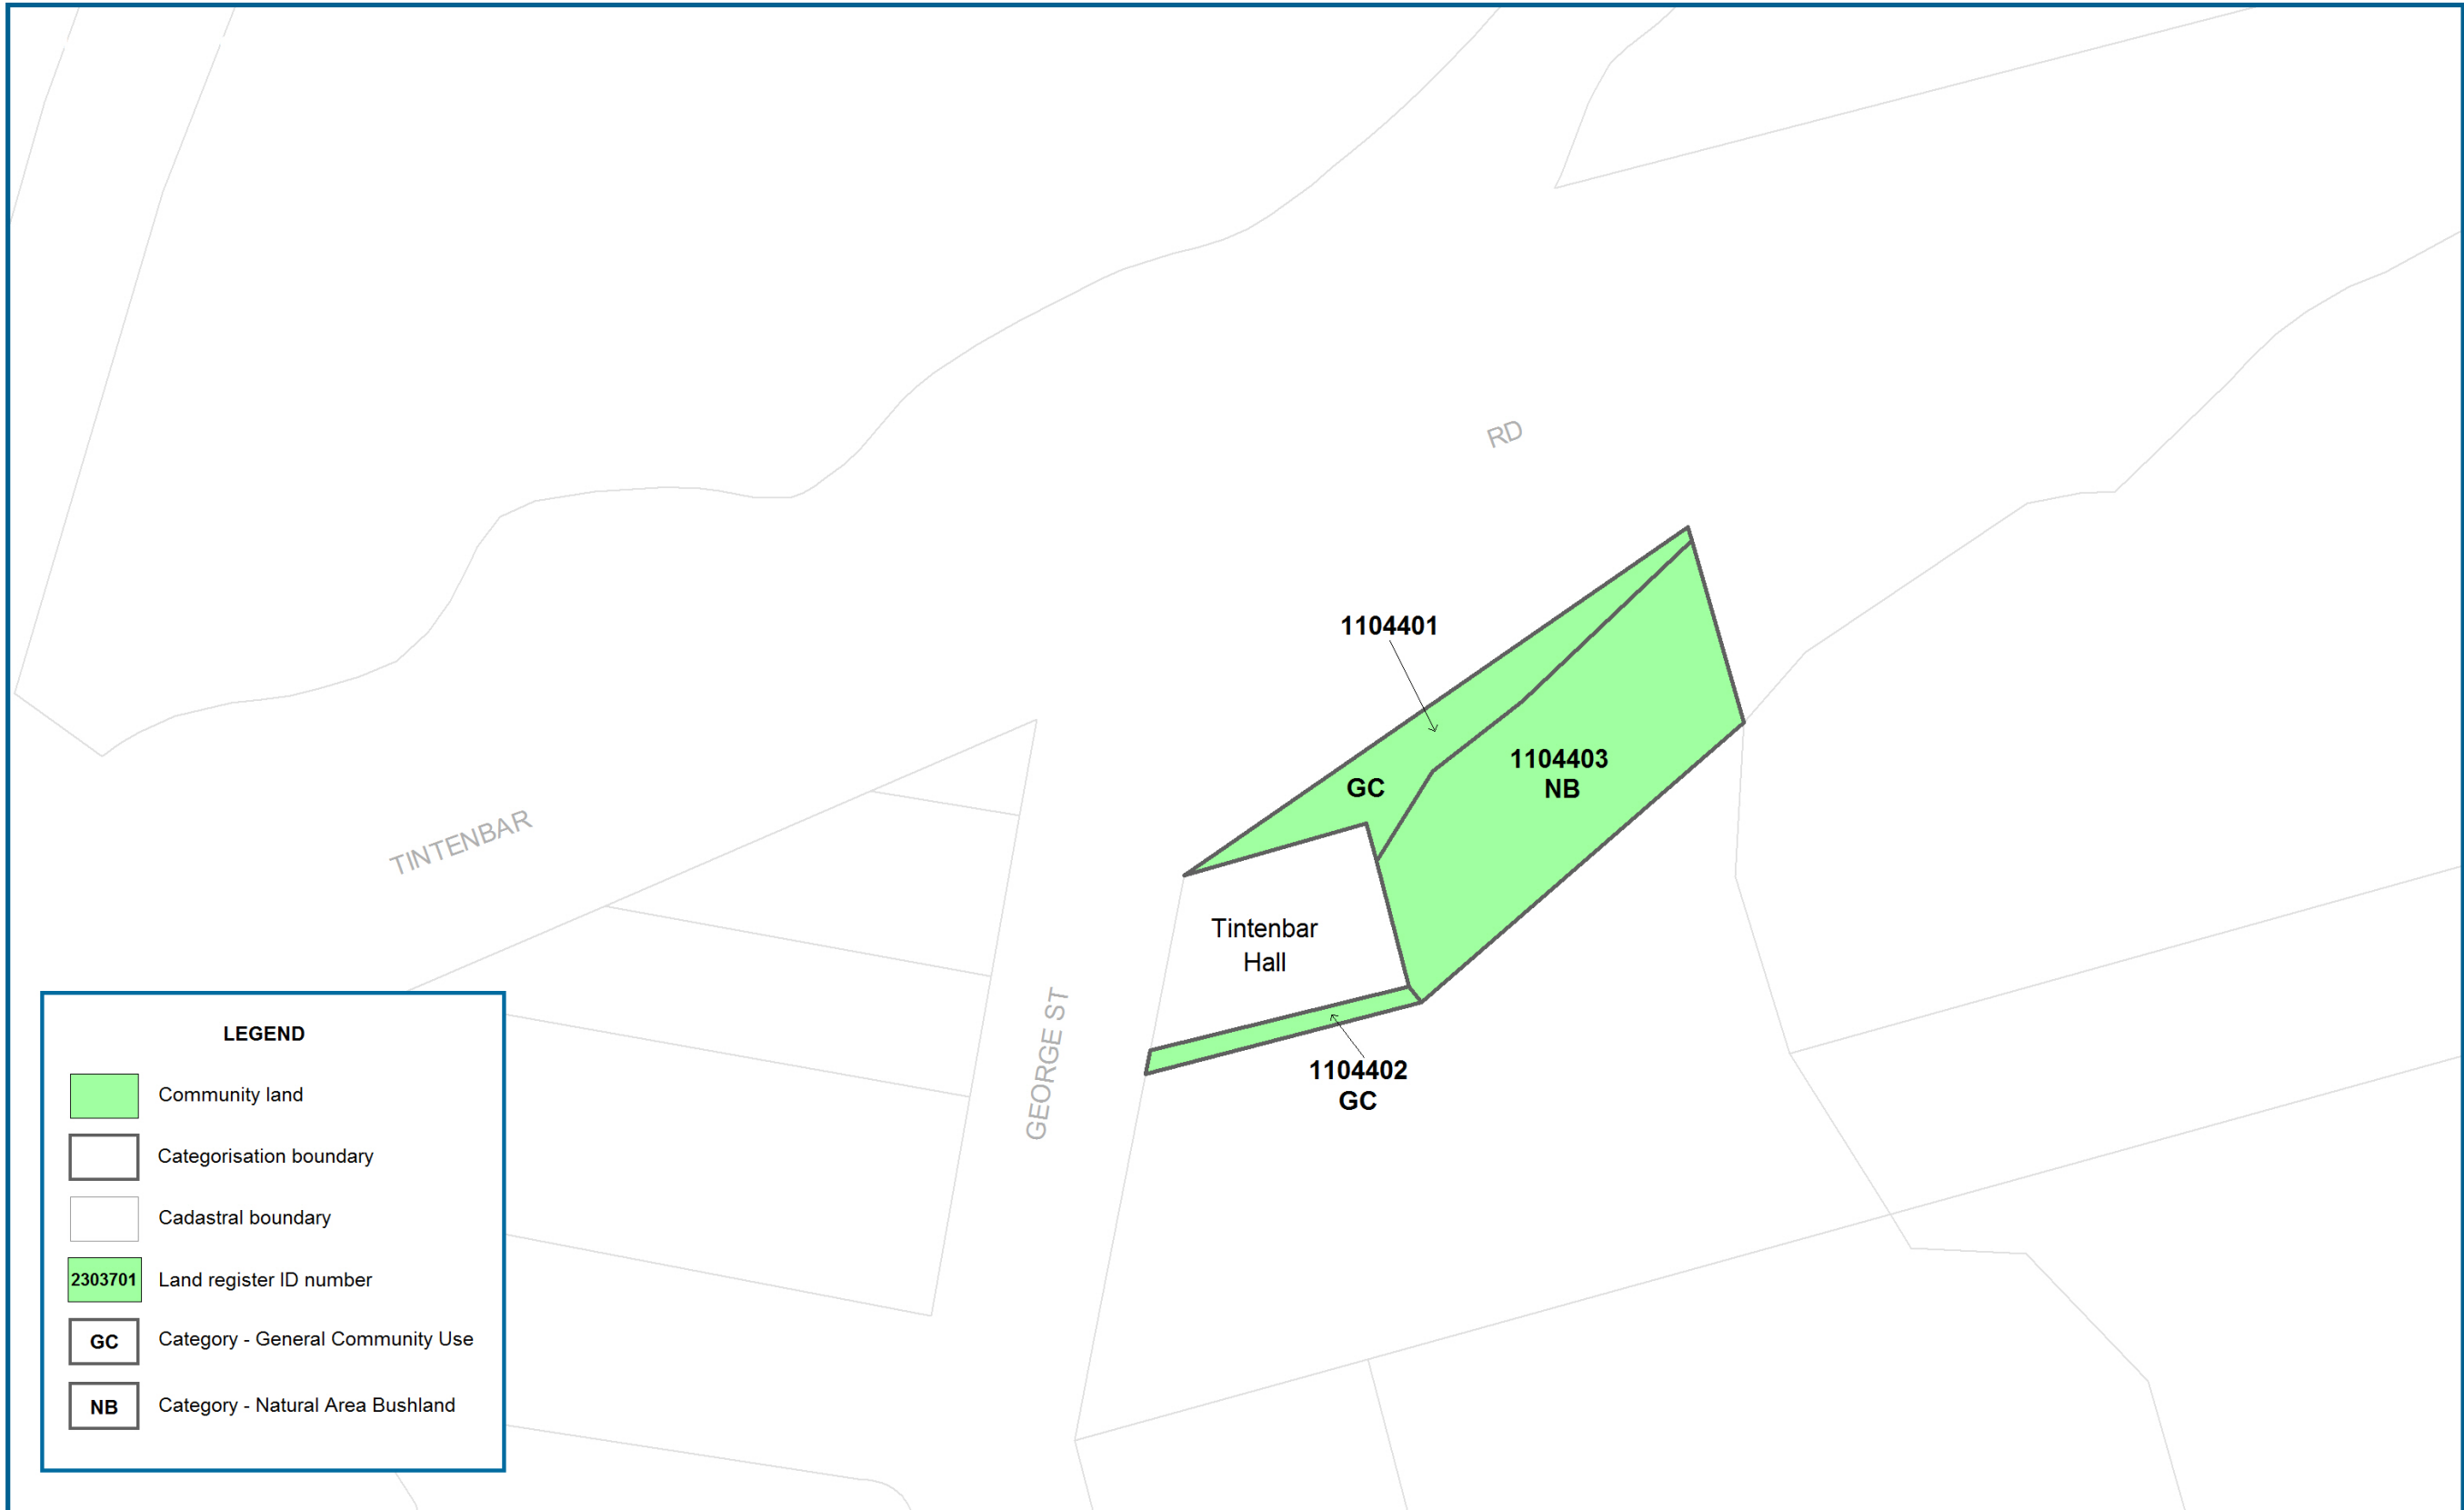 RD
1104401
1104403
NB
GC
TINTENBAR
Tintenbar
Hall
GEORGE ST
1104402
GC
LEGEND
Community land
Categorisation boundary
Cadastral boundary
2303701 Land register ID number
GC Category - General Community Use
NB Category - Natural Area Bushland